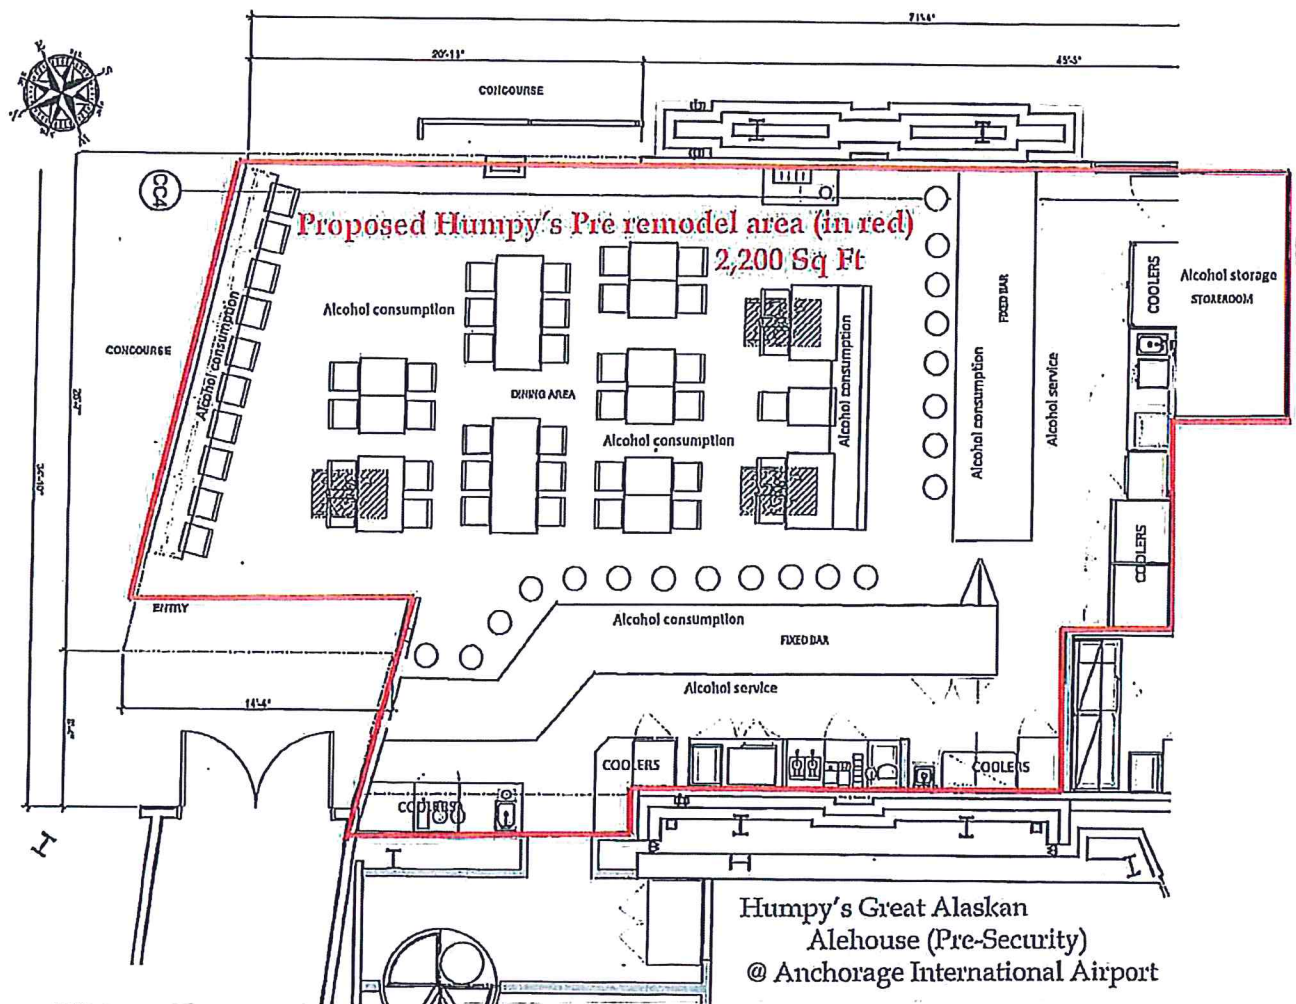 71'-4"
20'-11"
CONCOURSE
CC4
Proposed Humpy's Pre remodel area (in red)
2,200 Sq Ft
Alcohol consumption
CONCOURSE
Alcohol consumption
DINING AREA
Alcohol consumption
Alcohol consumption
FIXED BAR
Alcohol consumption
Alcohol service
COOLERS
Alcohol storage
STOREROOM
COOLERS
ENTRY
Alcohol consumption
FIXED BAR
Alcohol service
14'-4"
COOLERS
COOLERS
COOLERS
Humpy's Great Alaskan
Alehouse (Pre-Security)
@ Anchorage International Airport